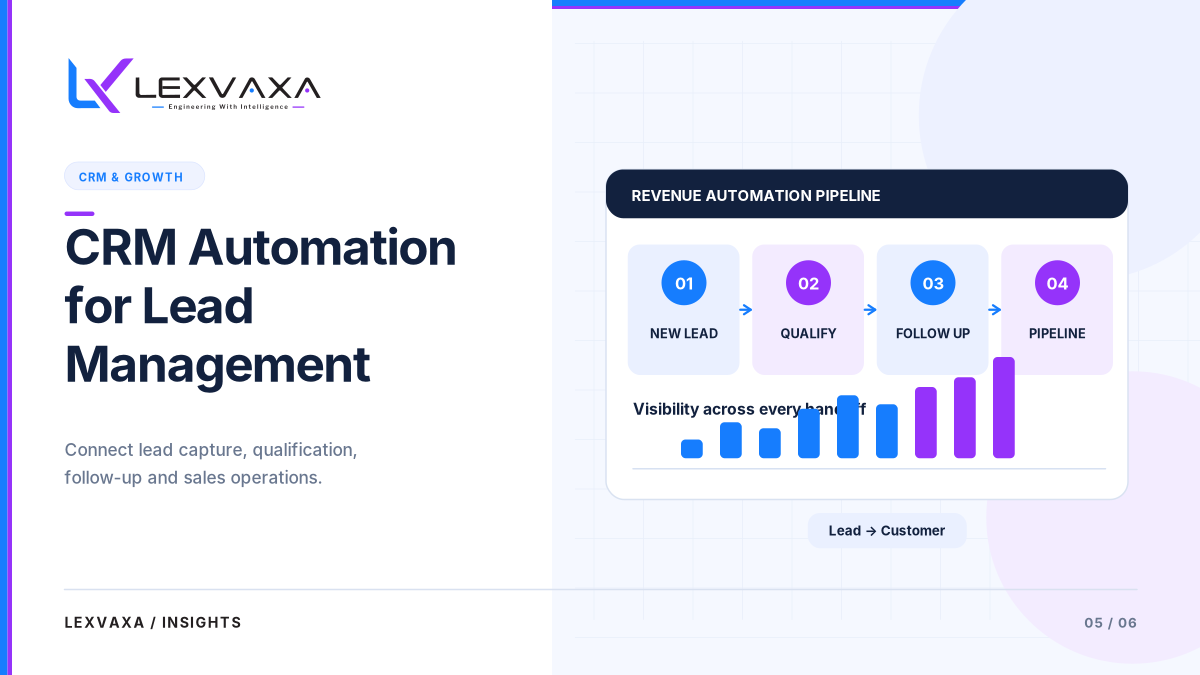 LEXVAXA
Engineering With Intelligence
CRM & GROWTH
CRM Automation
for Lead
Management
Connect lead capture, qualification,
follow-up and sales operations.
REVENUE AUTOMATION PIPELINE
01
NEW LEAD
02
QUALIFY
03
FOLLOW UP
04
PIPELINE
Visibility across every handoff
Lead → Customer
LEXVAXA / INSIGHTS
05 / 06